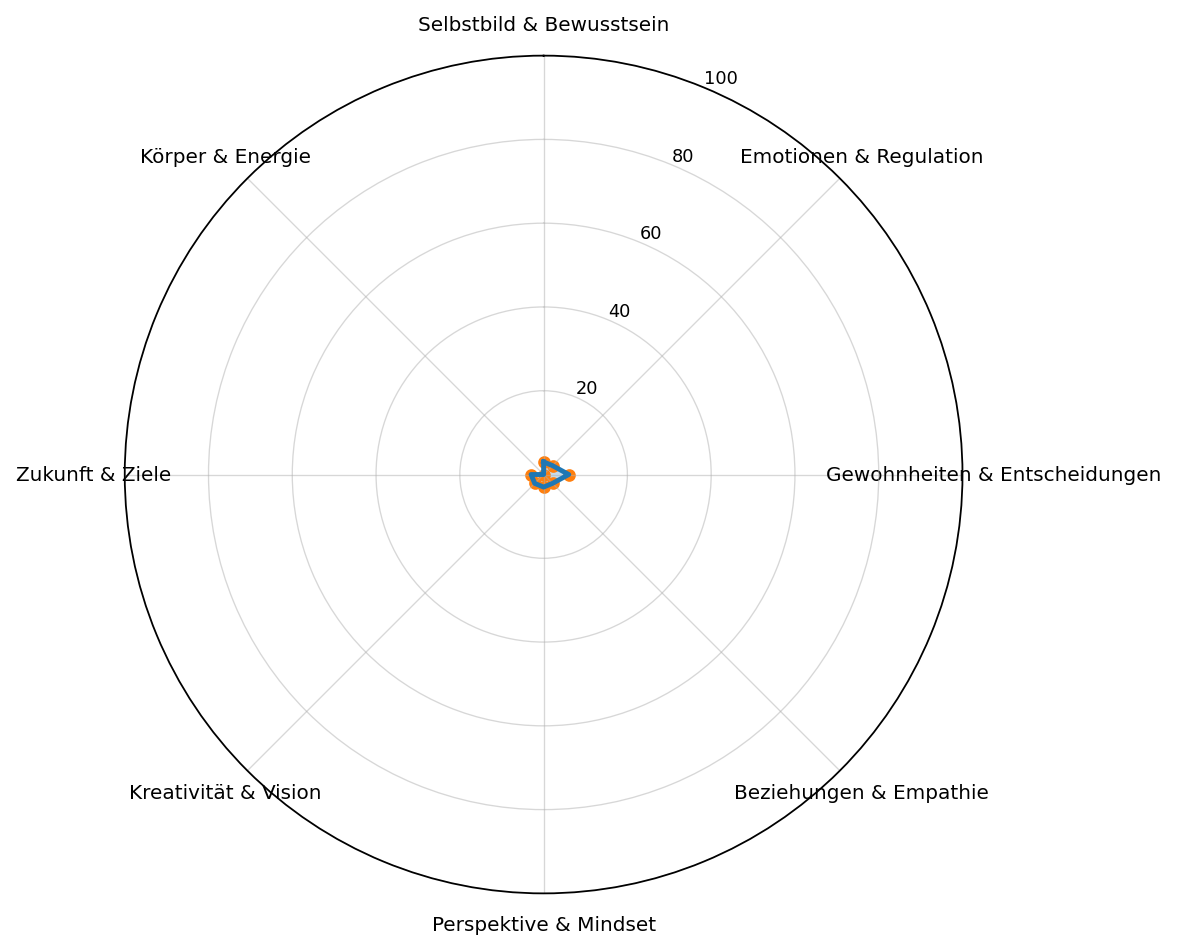 Selbstbild & Bewusstsein
100
Körper & Energie
80
Emotionen & Regulation
60
40
20
Zukunft & Ziele
Gewohnheiten & Entscheidungen
Kreativität & Vision
Beziehungen & Empathie
Perspektive & Mindset